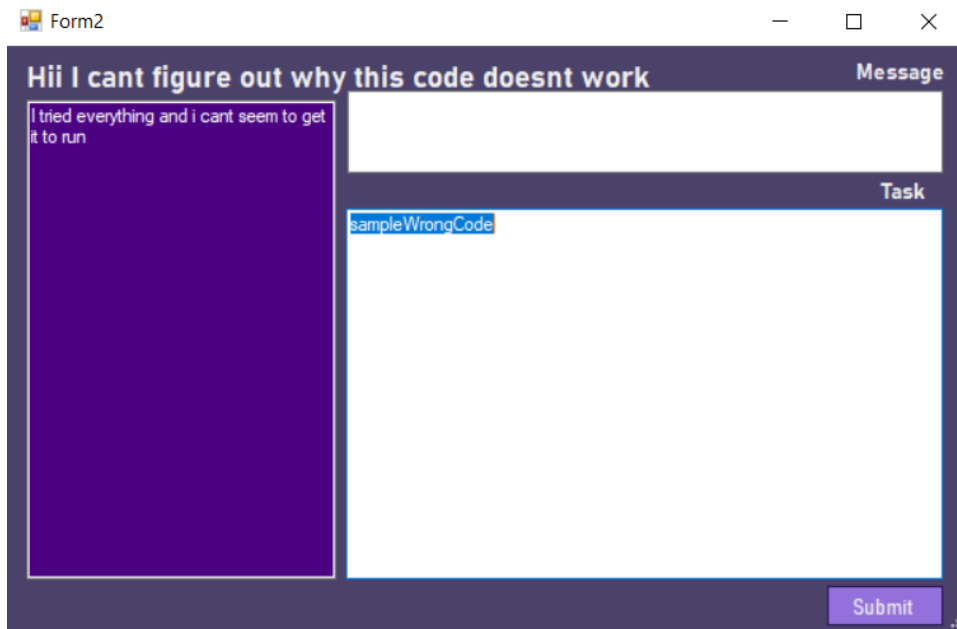 Form2
Hii I cant figure out why this code doesnt work
Message
I tried everything and i cant seem to get
it to run
Task
sampleWrongCode
Submit